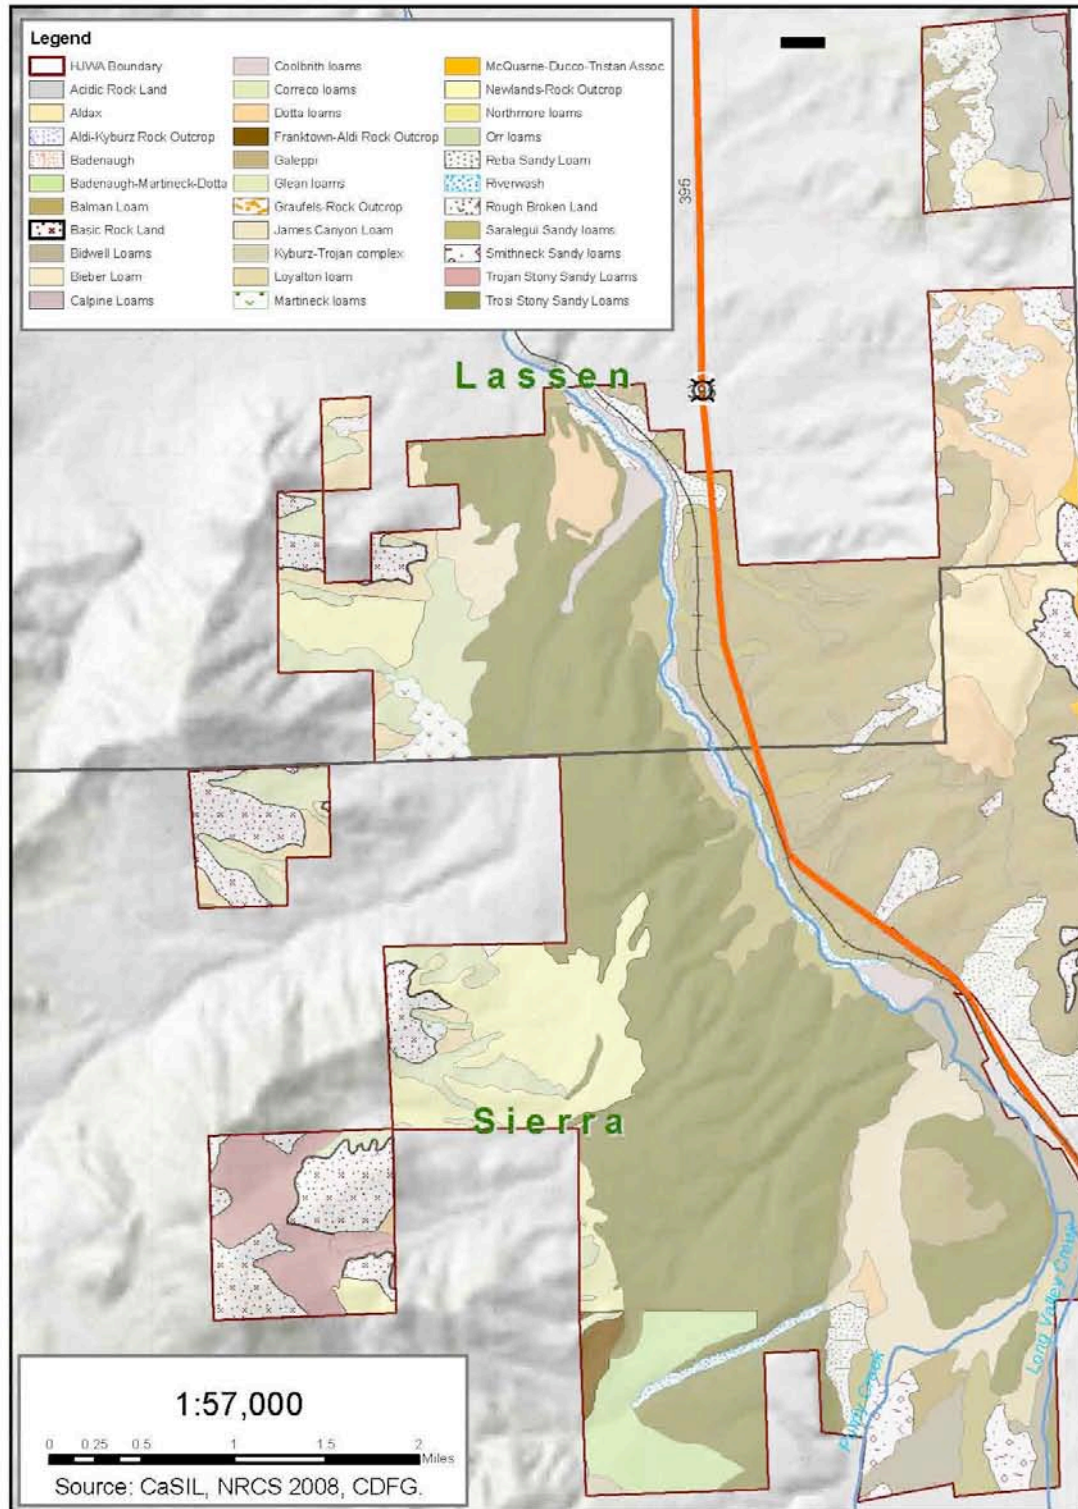 Legend
HJWA Boundary
Acidic Rock Land
Aldax
Aldi-Kyburz Rock Outcrop
Badenaugh
Badenaugh-Martineck-Dotta
Balman Loam
Basic Rock Land
Bidwell Loams
Bieber Loam
Calpine Loams
Coolbrith loams
Correco loams
Dotta loams
Franktown-Aldi Rock Outcrop
Galeppi
Glean loams
Graufels-Rock Outcrop
James Canyon Loam
Kyburz-Trojan complex
Loyalton loam
Martineck loams
McQuarrie-Ducco-Tristan Assoc
Newlands-Rock Outcrop
Northmore loams
Orr loams
Reba Sandy Loam
Riverwash
Rough Broken Land
Saralegui Sandy loams
Smithneck Sandy loams
Trojan Stony Sandy Loams
Trosi Stony Sandy Loams
395
Lassen
Sierra
Long Valley Creek
Creek
1:57,000
0 0.25 0.5 1 1.5 2
Miles
Source: CaSIL, NRCS 2008, CDFG.